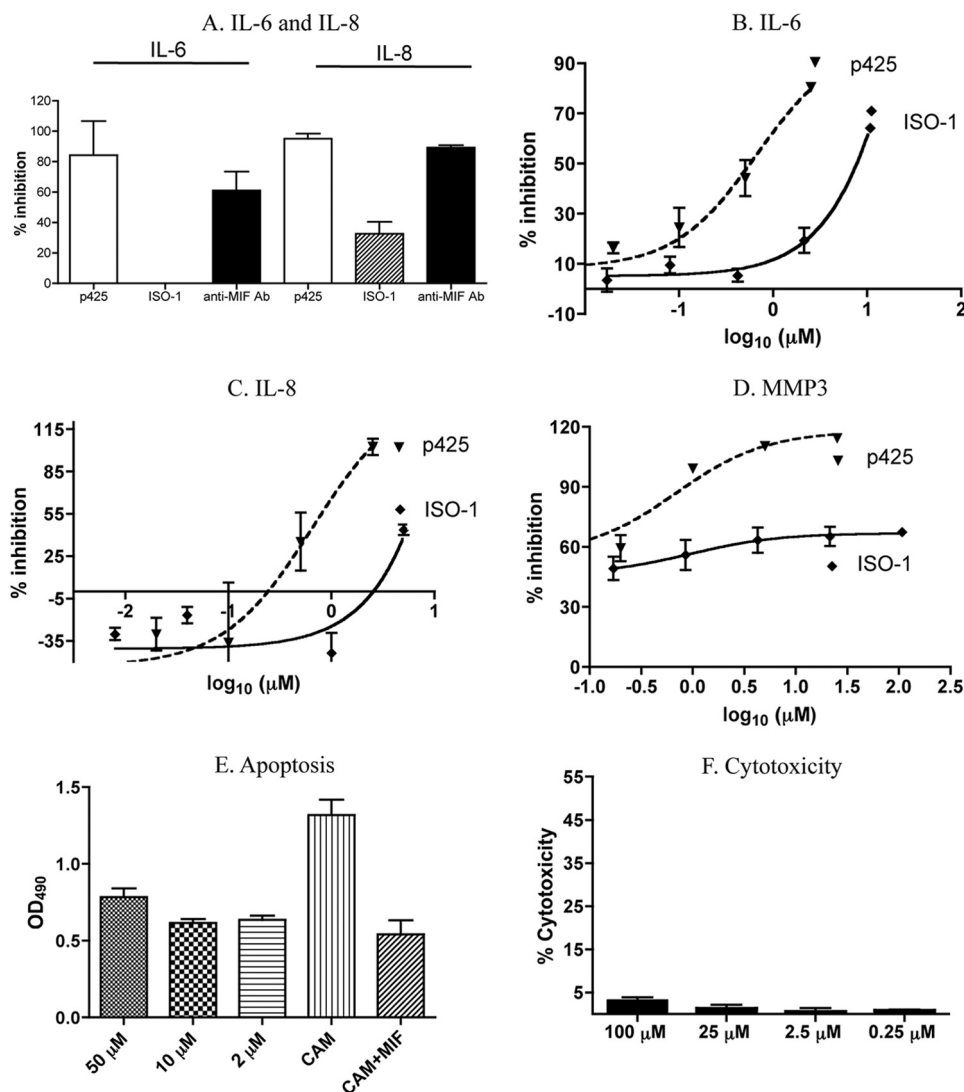 A. IL-6 and IL-8
IL-6
IL-8
% inhibition
120
100
80
60
40
20
0
p425
ISO-1
anti-MIF Ab
p425
ISO-1
anti-MIF Ab
B. IL-6
% inhibition
90
70
50
30
10
-10
p425
ISO-1
-1
0
1
2
log10 (µM)
C. IL-8
% inhibition
115
85
55
25
-5
-35
p425
ISO-1
-2
-1
0
1
log10 (µM)
D. MMP3
% inhibition
120
90
60
30
0
p425
ISO-1
-1.0
-0.5
0.0
0.5
1.0
1.5
2.0
2.5
log10 (µM)
E. Apoptosis
OD490
1.5
1.0
0.5
0.0
50 µM
10 µM
2 µM
CAM
CAM+MIF
F. Cytotoxicity
% Cytotoxicity
55
45
35
25
15
5
100 µM
25 µM
2.5 µM
0.25 µM